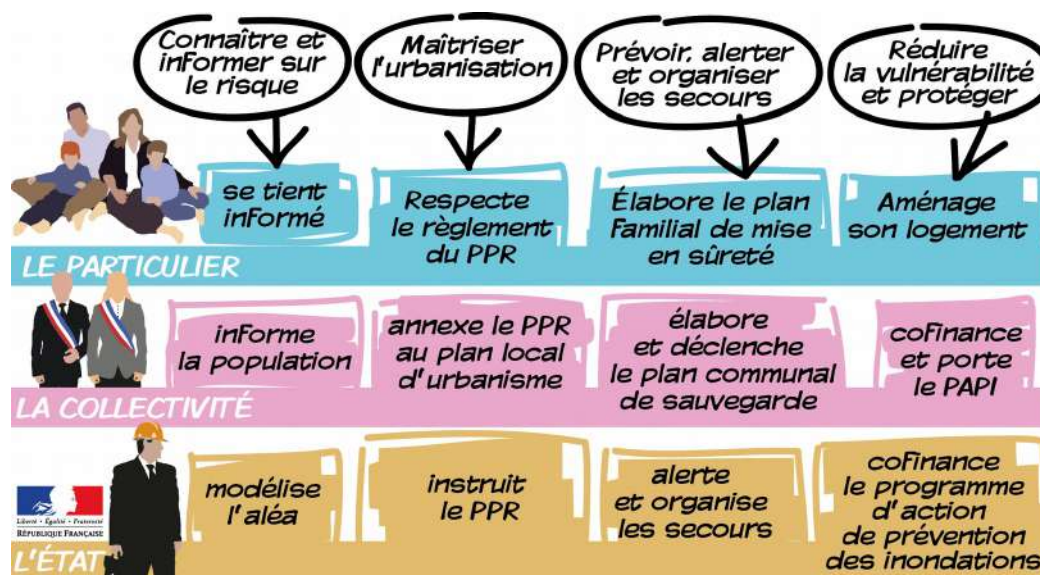 Connaître et
informer sur
le risque
Maîtriser
l'urbanisation
Prévoir, alerter
et organiser
les secours
Réduire
la vulnérabilité
et protéger
se tient
informé
Respecte
le règlement
du PPR
Élabore le plan
Familial de mise
en sûreté
Aménage
son logement
LE PARTICULIER
informe
la population
annexe le PPR
au plan local
d'urbanisme
élabore
et déclenche
le plan communal
de sauvegarde
cofinance
et porte
le PAPI
LA COLLECTIVITÉ
modélise
l'aléa
instruit
le PPR
alerte
et organise
les secours
cofinance
le programme
d'action
de prévention
des inondations
Liberté • Égalité • Fraternité
RÉPUBLIQUE FRANÇAISE
L'ÉTAT